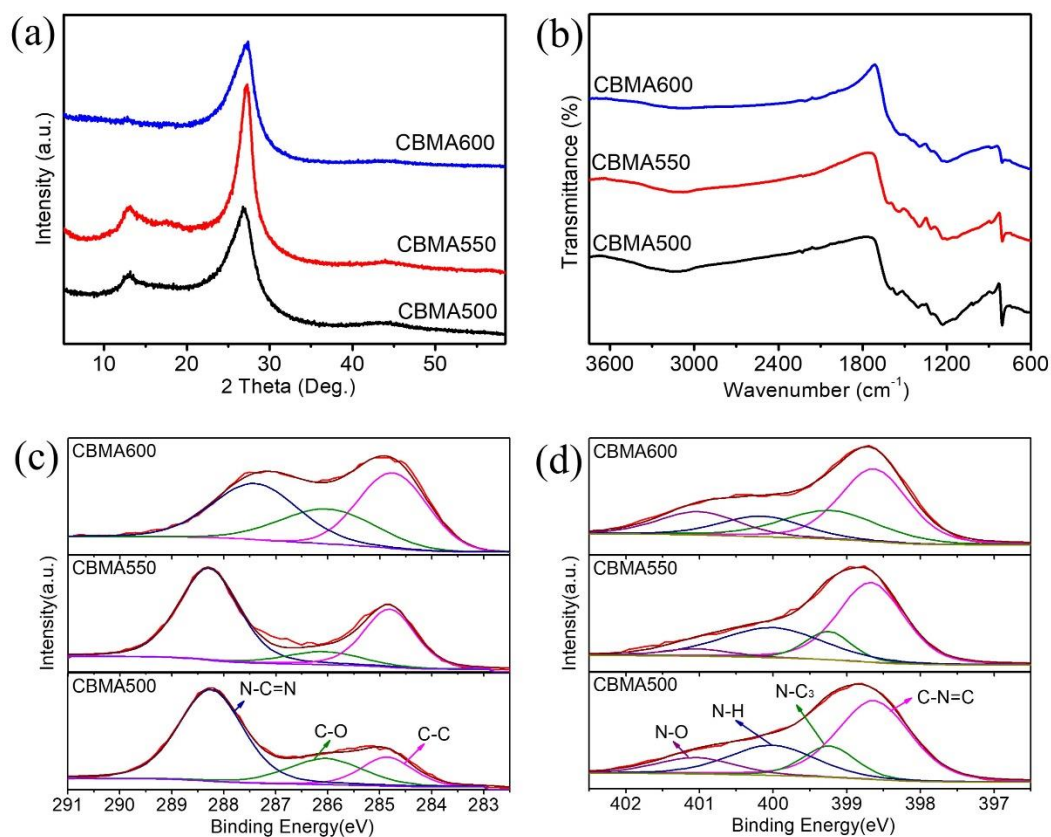 (a)
CBMA600
CBMA550
CBMA500
Intensity (a.u.)
10 20 30 40 50
2 Theta (Deg.)
(b)
CBMA600
CBMA550
CBMA500
Transmittance (%)
3600 3000 2400 1800 1200 600
Wavenumber (cm⁻¹)
(c)
CBMA600
CBMA550
CBMA500
N-C=N
C-O
C-C
Intensity(a.u.)
291 290 289 288 287 286 285 284 283
Binding Energy(eV)
(d)
CBMA600
CBMA550
CBMA500
N-O
N-H
N-C₃
C-N=C
Intensity(a.u.)
402 401 400 399 398 397
Binding Energy(eV)